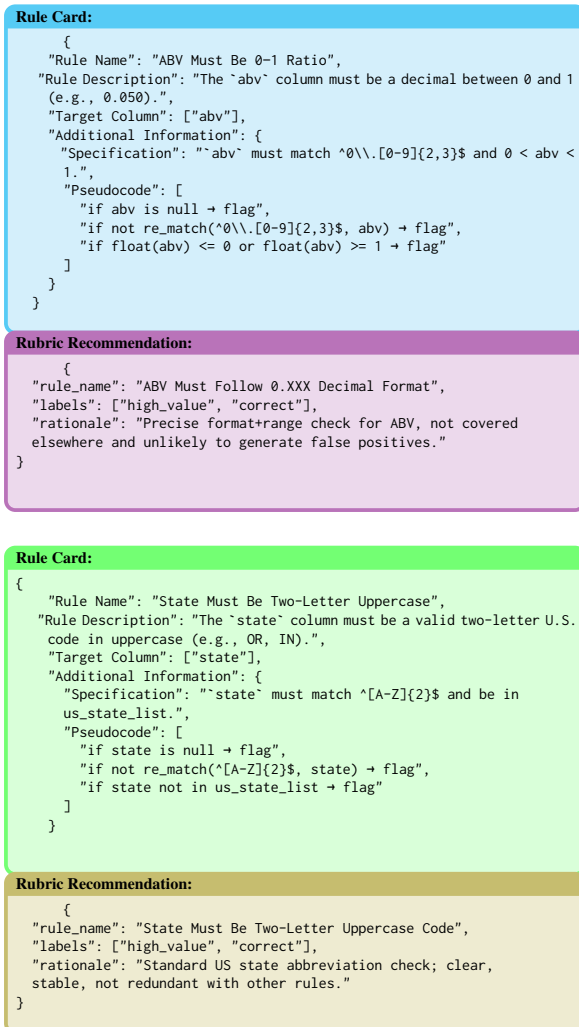 Rule Card:
{
"Rule Name": "ABV Must Be 0–1 Ratio",
"Rule Description": "The `abv` column must be a decimal between 0 and 1
(e.g., 0.050).",
"Target Column": ["abv"],
"Additional Information": {
"Specification": "`abv` must match ^0\\.[0-9]{2,3}$ and 0 < abv <
1.",
"Pseudocode": [
"if abv is null → flag",
"if not re_match(^0\\.[0-9]{2,3}$, abv) → flag",
"if float(abv) <= 0 or float(abv) >= 1 → flag"
]
}
}
Rubric Recommendation:
{
"rule_name": "ABV Must Follow 0.XXX Decimal Format",
"labels": ["high_value", "correct"],
"rationale": "Precise format+range check for ABV, not covered
elsewhere and unlikely to generate false positives."
}
Rule Card:
{
"Rule Name": "State Must Be Two-Letter Uppercase",
"Rule Description": "The `state` column must be a valid two-letter U.S.
code in uppercase (e.g., OR, IN).",
"Target Column": ["state"],
"Additional Information": {
"Specification": "`state` must match ^[A-Z]{2}$ and be in
us_state_list.",
"Pseudocode": [
"if state is null → flag",
"if not re_match(^[A-Z]{2}$, state) → flag",
"if state not in us_state_list → flag"
]
}
Rubric Recommendation:
{
"rule_name": "State Must Be Two-Letter Uppercase Code",
"labels": ["high_value", "correct"],
"rationale": "Standard US state abbreviation check; clear,
stable, not redundant with other rules."
}